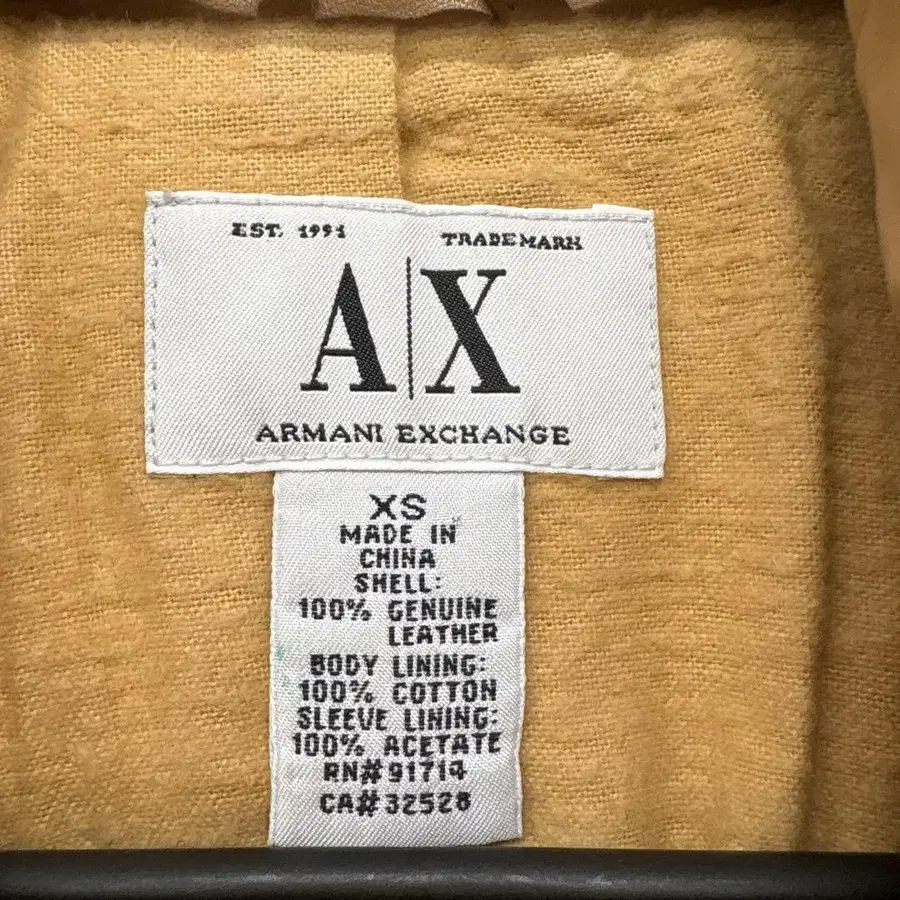 EST. 1991
TRADEMARK
A|X
ARMANI EXCHANGE
XS
MADE IN
CHINA
SHELL:
100% GENUINE
LEATHER
BODY LINING:
100% COTTON
SLEEVE LINING:
100% ACETATE
RN# 91714
CA# 32528